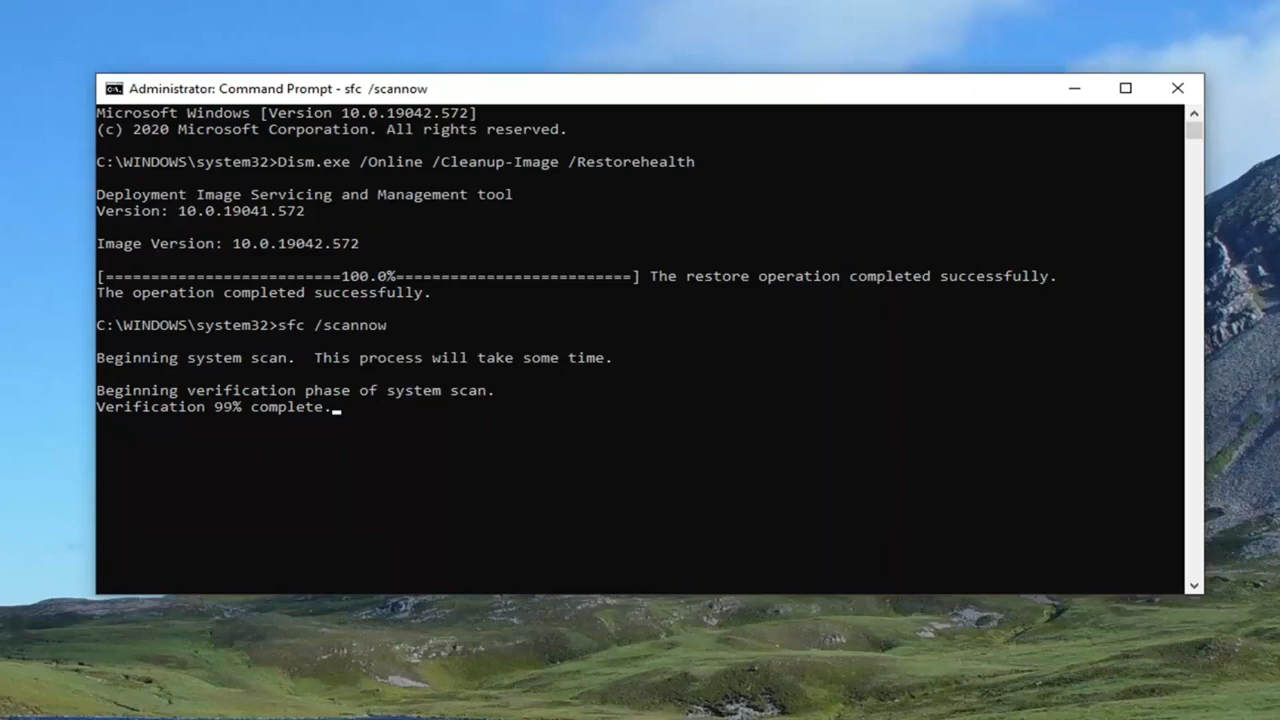 Administrator: Command Prompt - sfc  /scannow
Microsoft Windows [Version 10.0.19042.572]
(c) 2020 Microsoft Corporation. All rights reserved.
C:\WINDOWS\system32>Dism.exe /Online /Cleanup-Image /Restorehealth
Deployment Image Servicing and Management tool
Version: 10.0.19041.572
Image Version: 10.0.19042.572
[==========================100.0%==========================] The restore operation completed successfully.
The operation completed successfully.
C:\WINDOWS\system32>sfc /scannow
Beginning system scan.  This process will take some time.
Beginning verification phase of system scan.
Verification 99% complete.